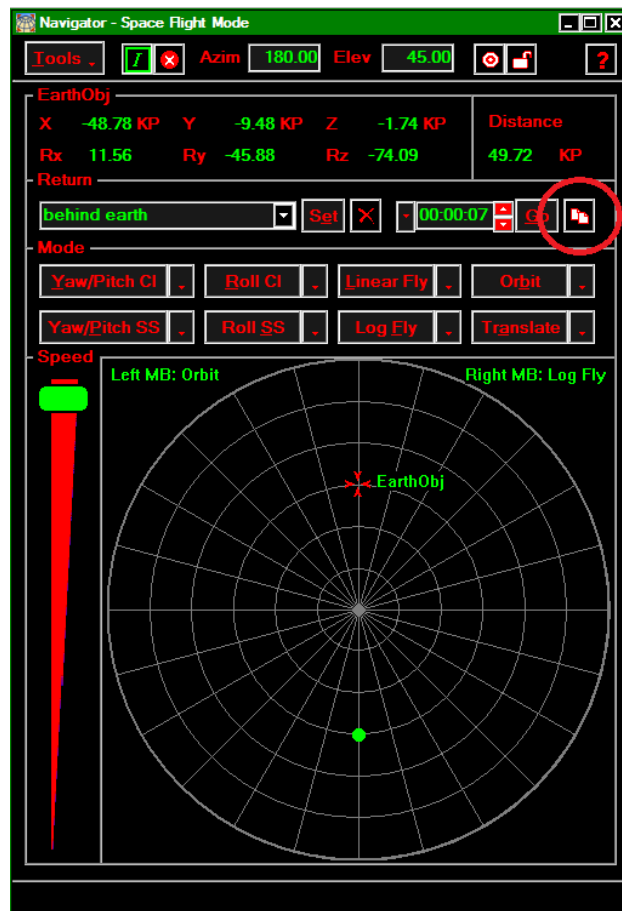 Navigator - Space Flight Mode
Tools I Azim 180.00 Elev 45.00 ?
EarthObj
X -48.78 KP Y -9.48 KP Z -1.74 KP Distance
Rx 11.56 Ry -45.88 Rz -74.09 49.72 KP
Return
behind earth Set 00:00:07 Go
Mode
Yaw/Pitch CI Roll CI Linear Fly Orbit
Yaw/Pitch SS Roll SS Log Fly Translate
Speed
Left MB: Orbit Right MB: Log Fly
EarthObj